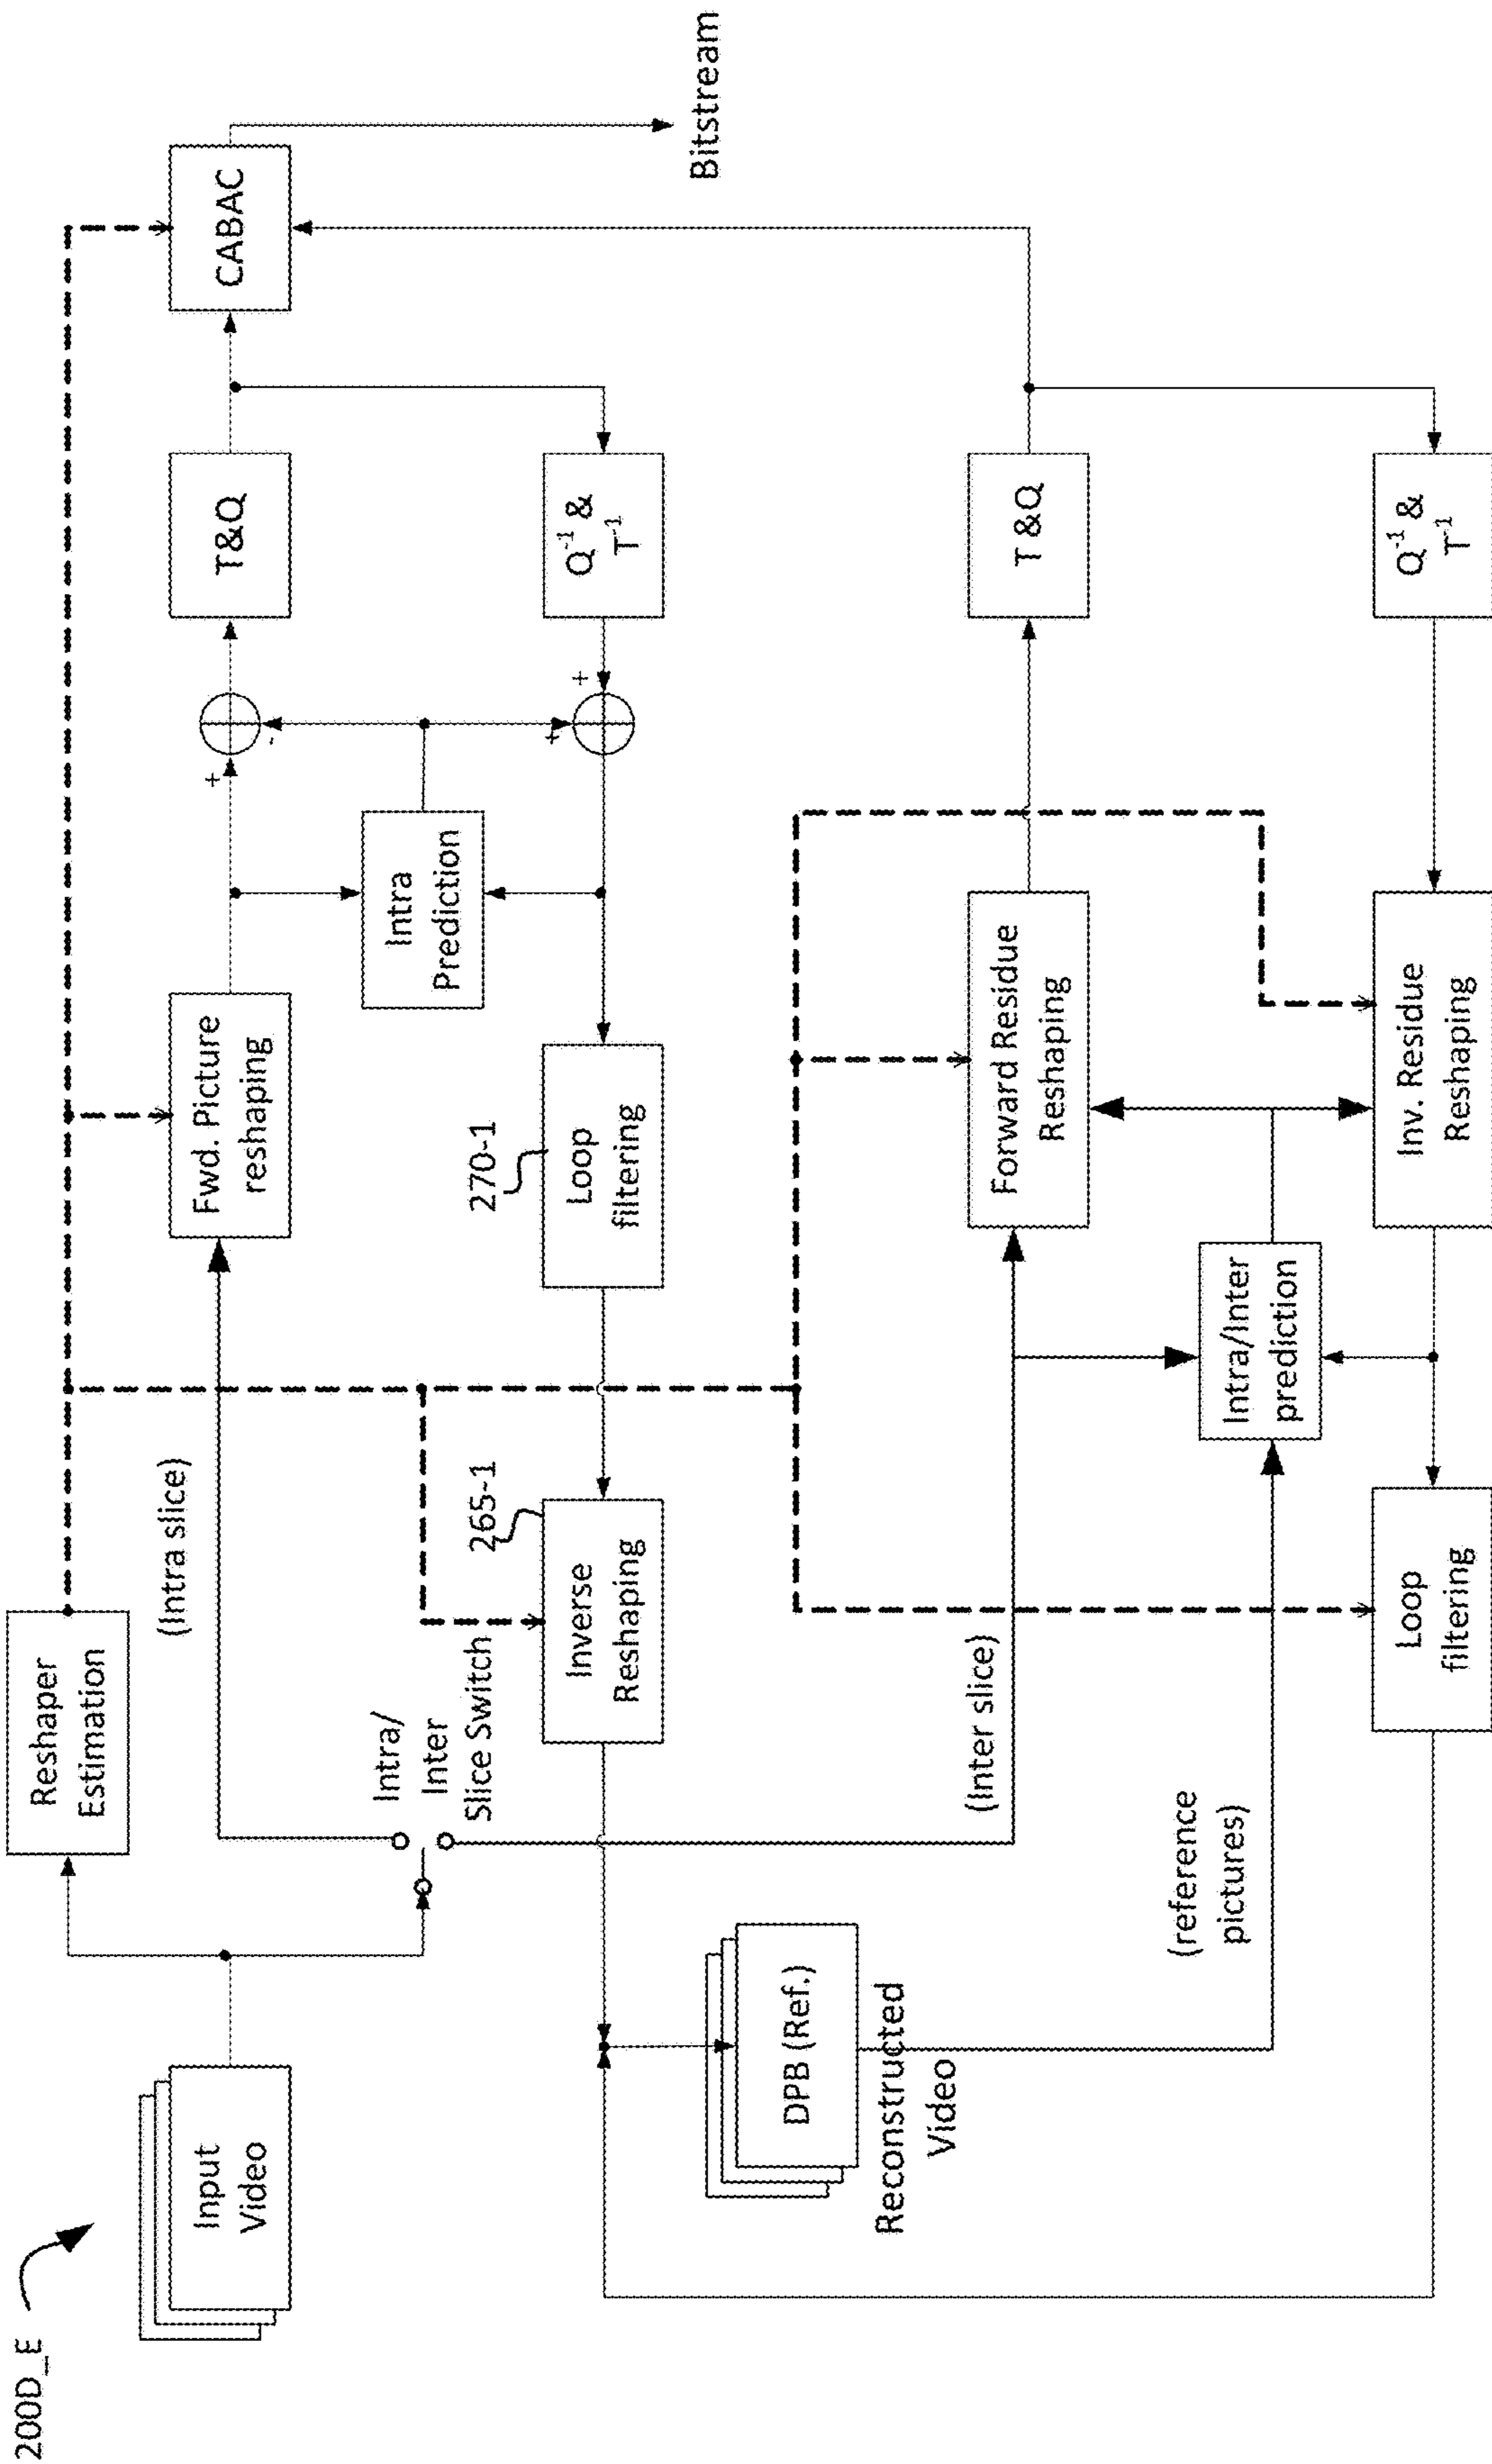 200D_E
Input
Video
Reshaper
Estimation
(Intra slice)
Fwd. Picture
reshaping
+
-
T&Q
CABAC
Bitstream
Intra/
Inter
Slice Switch
Intra
Prediction
+
+
Q⁻¹ &
T⁻¹
265-1
Inverse
Reshaping
270-1
Loop
filtering
DPB (Ref.)
Reconstructed
Video
(Inter slice)
Forward Residue
Reshaping
T &Q
(reference
pictures)
Intra/Inter
prediction
Loop
filtering
Inv. Residue
Reshaping
Q⁻¹ &
T⁻¹